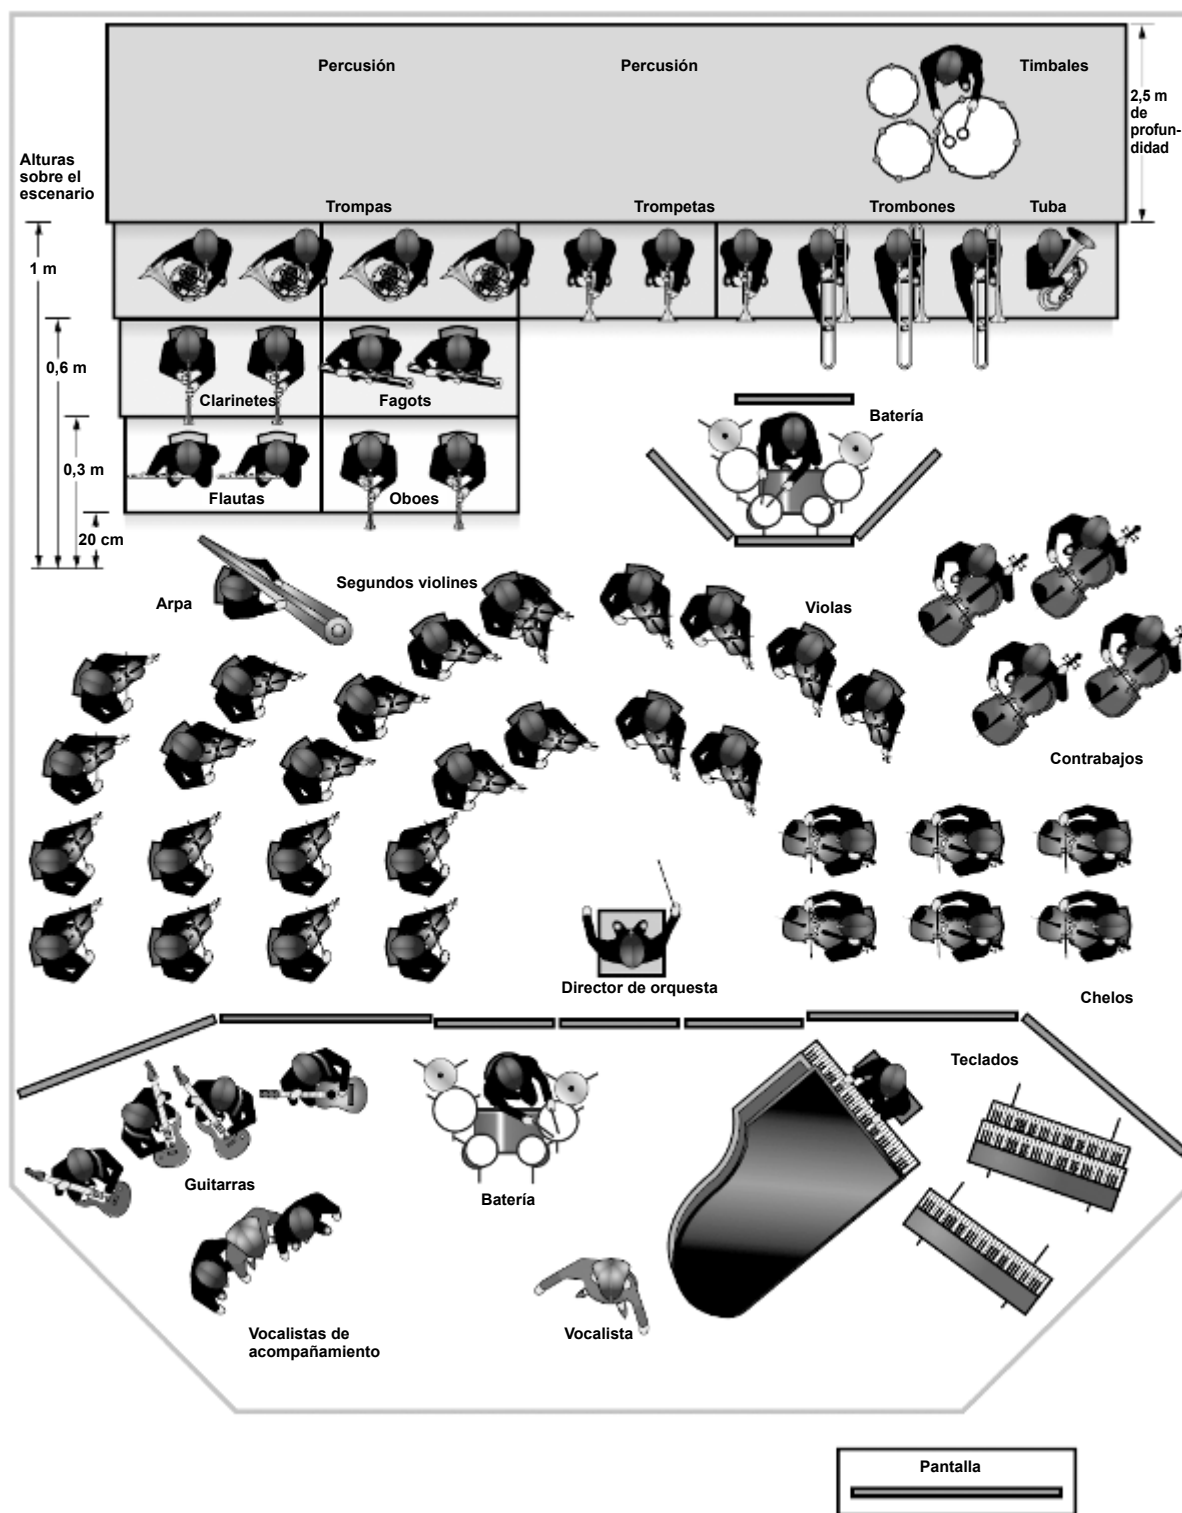 Percusión
Percusión
Timbales
2,5 m
de
profun-
didad
Alturas
sobre el
escenario
Trompas
Trompetas
Trombones
Tuba
1 m
0,6 m
Clarinetes
Fagots
Batería
0,3 m
Flautas
Oboes
20 cm
Segundos violines
Arpa
Violas
Contrabajos
Director de orquesta
Chelos
Teclados
Guitarras
Batería
Vocalistas de
acompañamiento
Vocalista
Pantalla